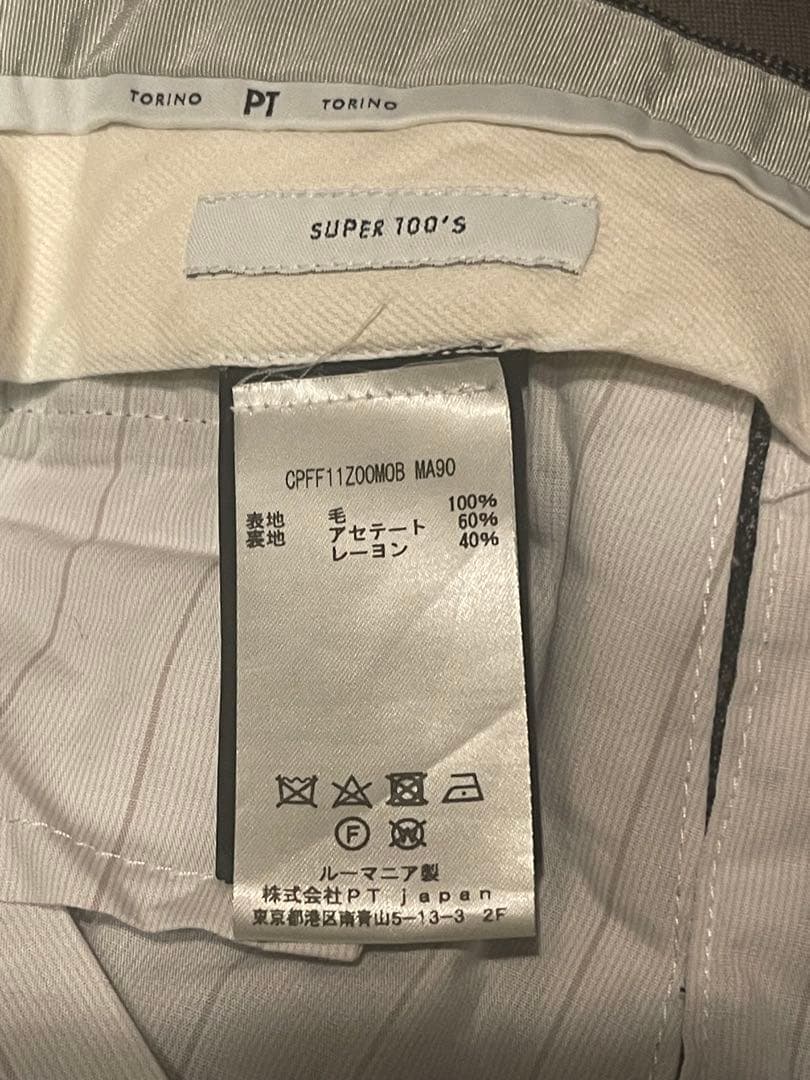 TORINO PT TORINO
SUPER 100'S
CPFF11Z00MOB MA90
表地 毛 100%
裏地 アセテート 60%
レーヨン 40%
F W
ルーマニア製
株式会社PT japan
東京都港区南青山5-13-3 2F